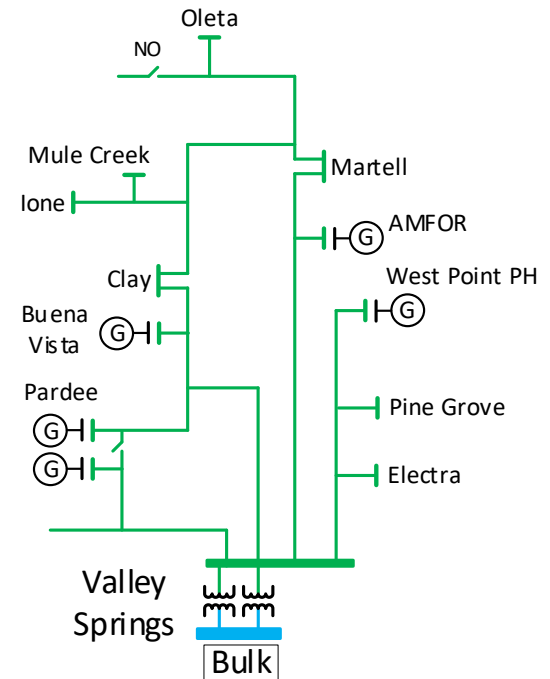 Oleta
NO
Mule Creek
Martell
Ione
G
AMFOR
Clay
West Point PH
G
Buena
Vista
G
Pardee
G
Pine Grove
G
Electra
Valley
Springs
Bulk